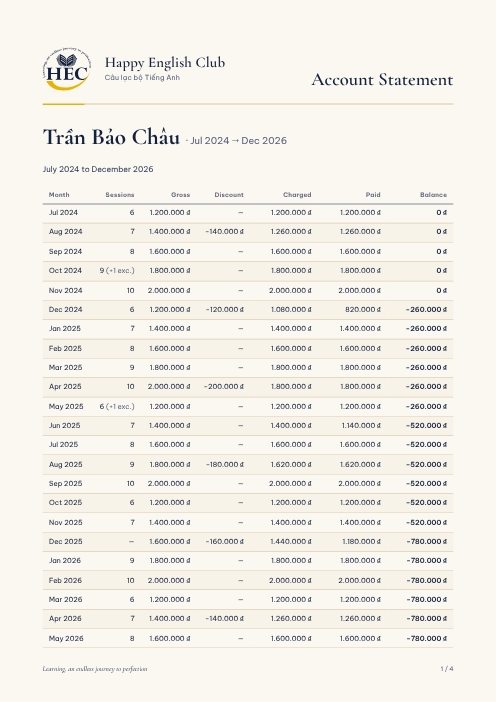 Learning, an endless journey to perfection
HEC
Happy English Club
Câu lạc bộ Tiếng Anh
Account Statement
Trần Bảo Châu · Jul 2024 → Dec 2026
July 2024 to December 2026
Month Sessions Gross Discount Charged Paid Balance
Jul 2024 6 1.200.000 ₫ — 1.200.000 ₫ 1.200.000 ₫ 0 ₫
Aug 2024 7 1.400.000 ₫ −140.000 ₫ 1.260.000 ₫ 1.260.000 ₫ 0 ₫
Sep 2024 8 1.600.000 ₫ — 1.600.000 ₫ 1.600.000 ₫ 0 ₫
Oct 2024 9 (+1 exc.) 1.800.000 ₫ — 1.800.000 ₫ 1.800.000 ₫ 0 ₫
Nov 2024 10 2.000.000 ₫ — 2.000.000 ₫ 2.000.000 ₫ 0 ₫
Dec 2024 6 1.200.000 ₫ −120.000 ₫ 1.080.000 ₫ 820.000 ₫ −260.000 ₫
Jan 2025 7 1.400.000 ₫ — 1.400.000 ₫ 1.400.000 ₫ −260.000 ₫
Feb 2025 8 1.600.000 ₫ — 1.600.000 ₫ 1.600.000 ₫ −260.000 ₫
Mar 2025 9 1.800.000 ₫ — 1.800.000 ₫ 1.800.000 ₫ −260.000 ₫
Apr 2025 10 2.000.000 ₫ −200.000 ₫ 1.800.000 ₫ 1.800.000 ₫ −260.000 ₫
May 2025 6 (+1 exc.) 1.200.000 ₫ — 1.200.000 ₫ 1.200.000 ₫ −260.000 ₫
Jun 2025 7 1.400.000 ₫ — 1.400.000 ₫ 1.140.000 ₫ −520.000 ₫
Jul 2025 8 1.600.000 ₫ — 1.600.000 ₫ 1.600.000 ₫ −520.000 ₫
Aug 2025 9 1.800.000 ₫ −180.000 ₫ 1.620.000 ₫ 1.620.000 ₫ −520.000 ₫
Sep 2025 10 2.000.000 ₫ — 2.000.000 ₫ 2.000.000 ₫ −520.000 ₫
Oct 2025 6 1.200.000 ₫ — 1.200.000 ₫ 1.200.000 ₫ −520.000 ₫
Nov 2025 7 1.400.000 ₫ — 1.400.000 ₫ 1.400.000 ₫ −520.000 ₫
Dec 2025 — 1.600.000 ₫ −160.000 ₫ 1.440.000 ₫ 1.180.000 ₫ −780.000 ₫
Jan 2026 9 1.800.000 ₫ — 1.800.000 ₫ 1.800.000 ₫ −780.000 ₫
Feb 2026 10 2.000.000 ₫ — 2.000.000 ₫ 2.000.000 ₫ −780.000 ₫
Mar 2026 6 1.200.000 ₫ — 1.200.000 ₫ 1.200.000 ₫ −780.000 ₫
Apr 2026 7 1.400.000 ₫ −140.000 ₫ 1.260.000 ₫ 1.260.000 ₫ −780.000 ₫
May 2026 8 1.600.000 ₫ — 1.600.000 ₫ 1.600.000 ₫ −780.000 ₫
Learning, an endless journey to perfection 1 / 4